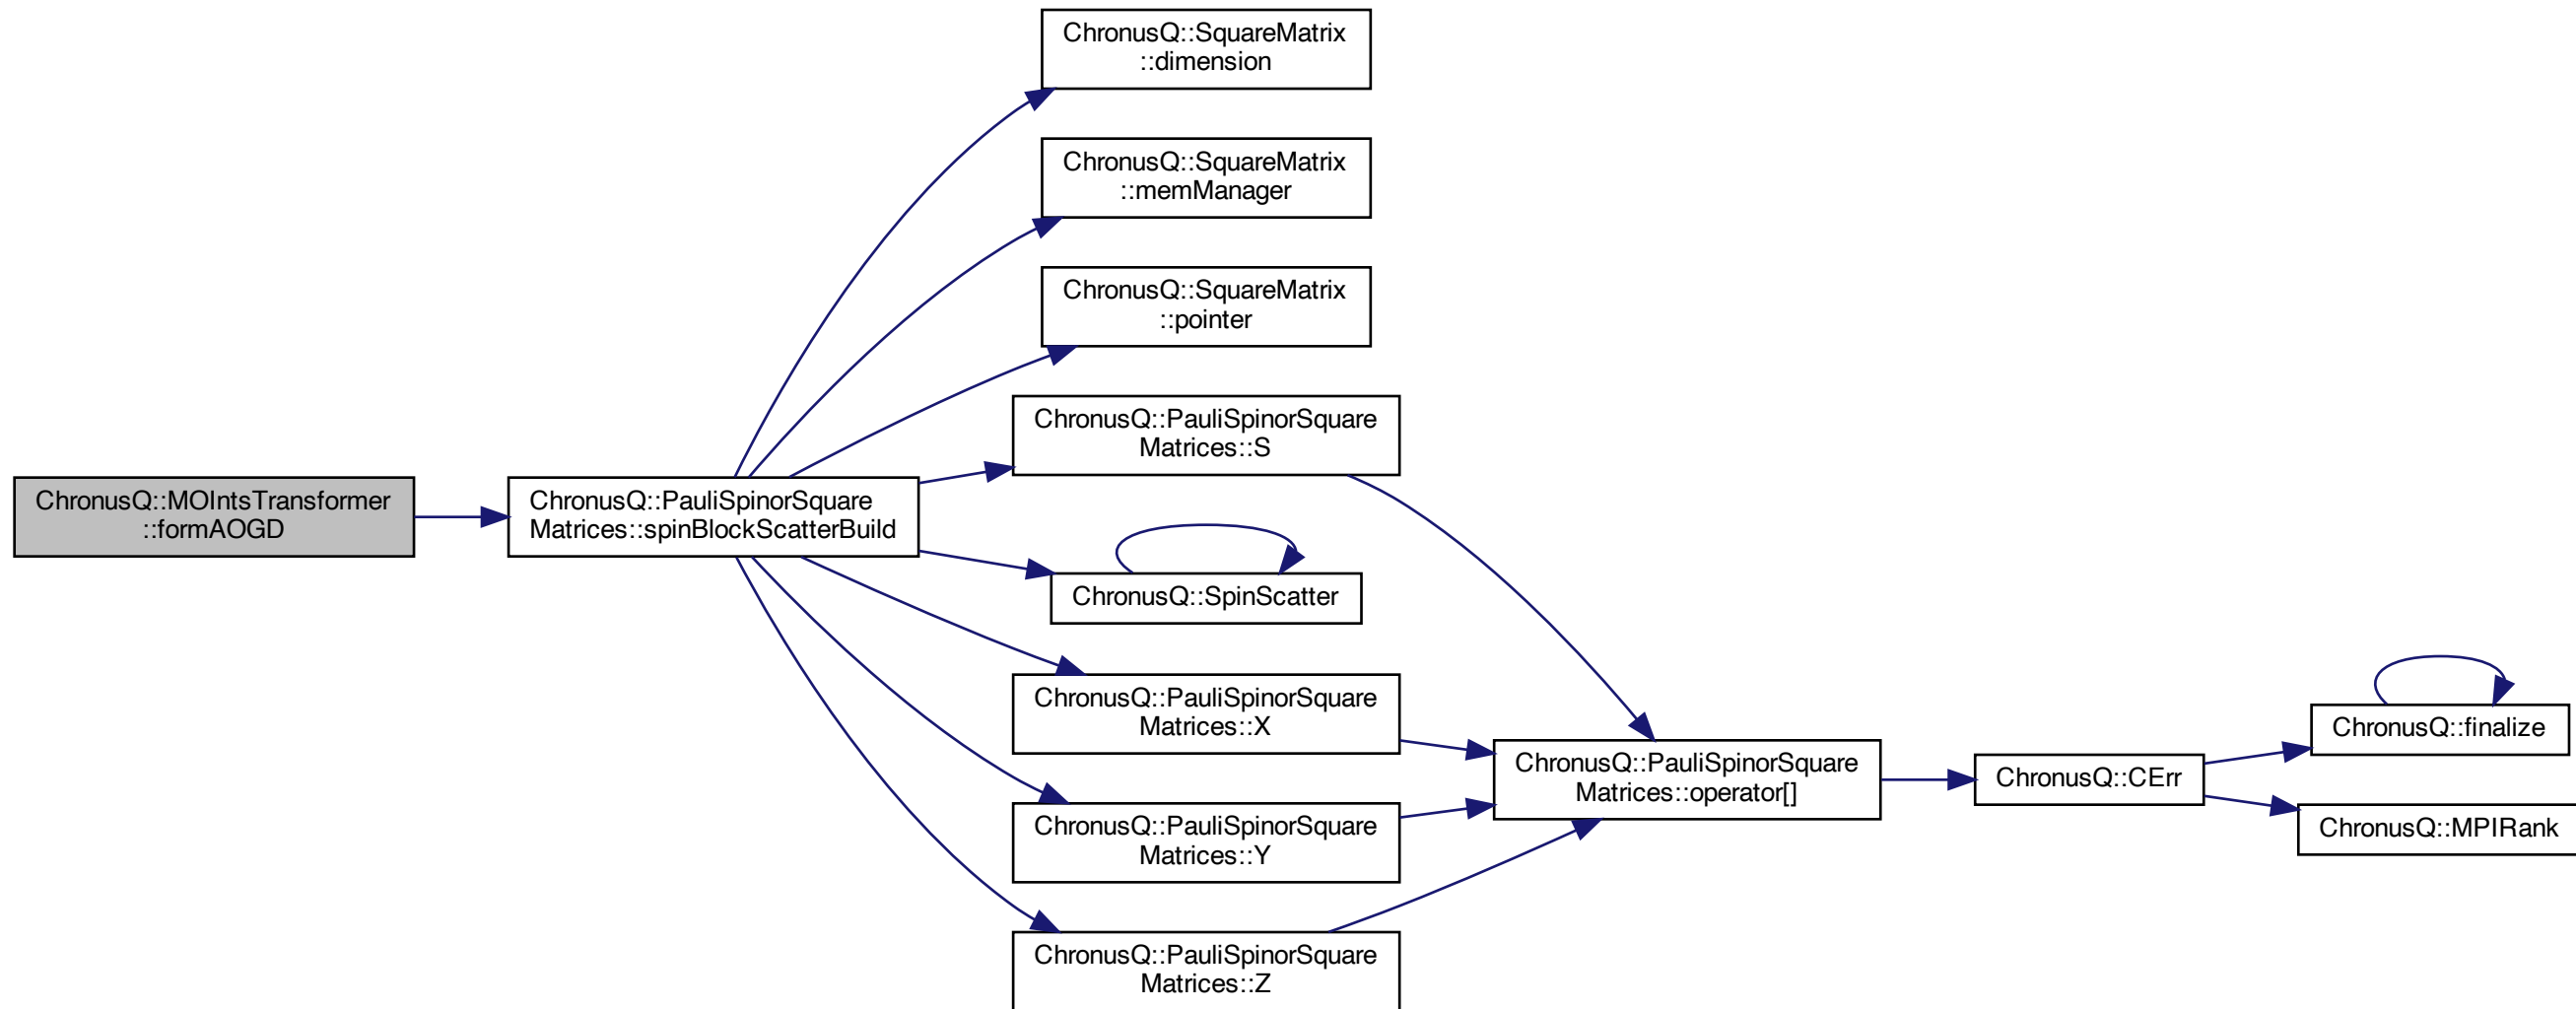 ChronusQ::MOIntsTransformer
::formAOGD
ChronusQ::PauliSpinorSquare
Matrices::spinBlockScatterBuild
ChronusQ::SquareMatrix
::dimension
ChronusQ::SquareMatrix
::memManager
ChronusQ::SquareMatrix
::pointer
ChronusQ::PauliSpinorSquare
Matrices::S
ChronusQ::SpinScatter
ChronusQ::PauliSpinorSquare
Matrices::X
ChronusQ::PauliSpinorSquare
Matrices::Y
ChronusQ::PauliSpinorSquare
Matrices::Z
ChronusQ::PauliSpinorSquare
Matrices::operator[]
ChronusQ::CErr
ChronusQ::finalize
ChronusQ::MPIRank